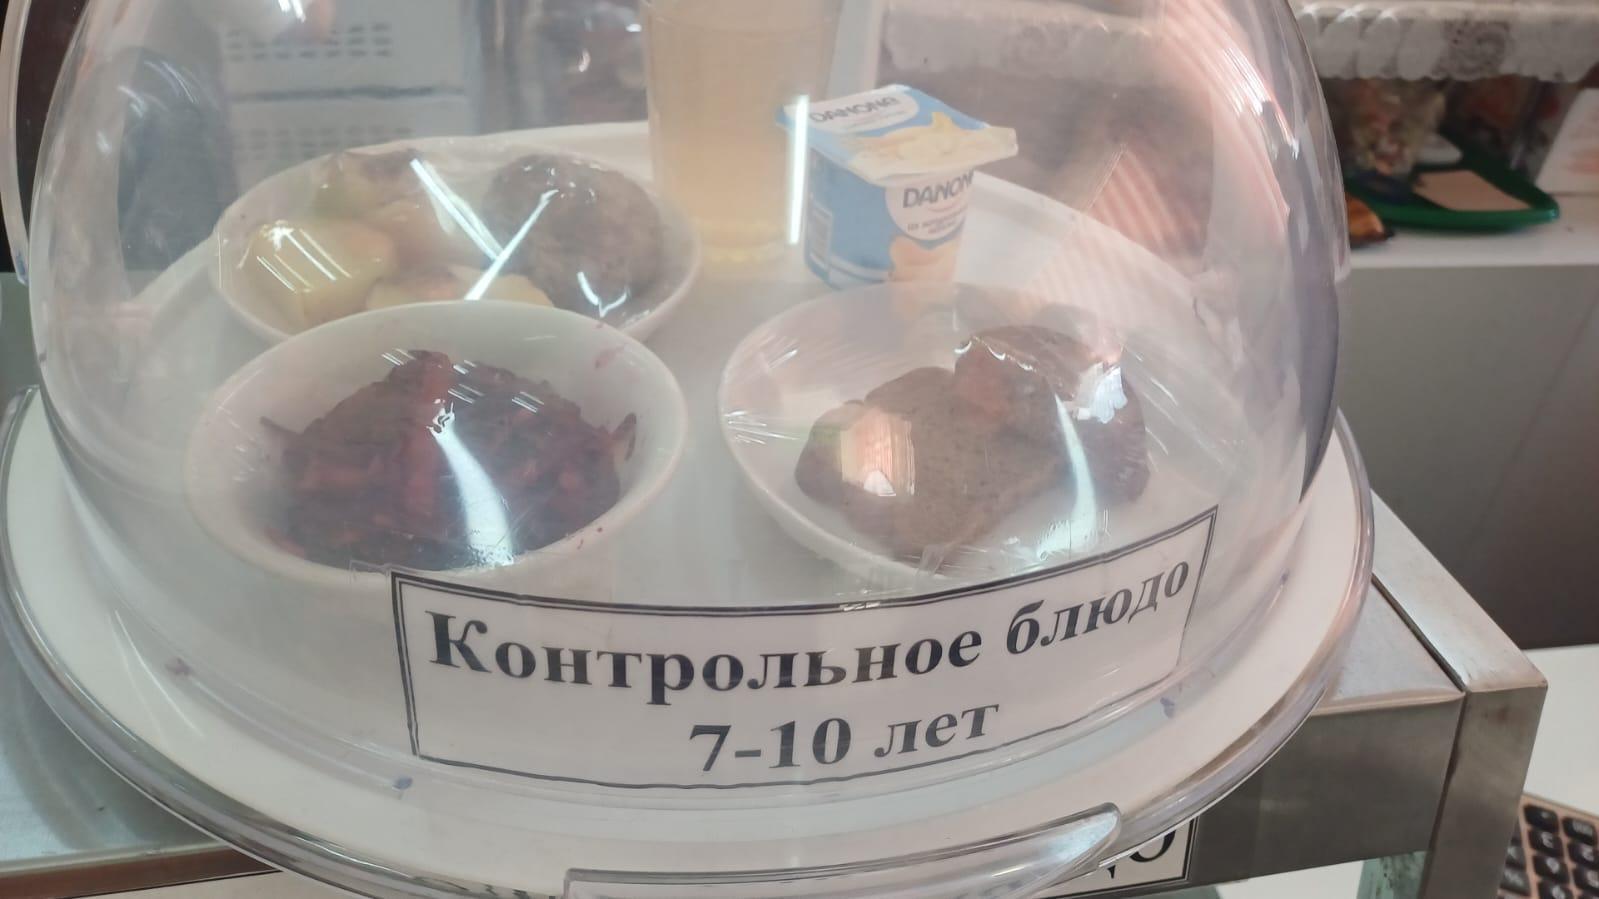 DANONE
DANONE
Контрольное блюдо
7-10 лет